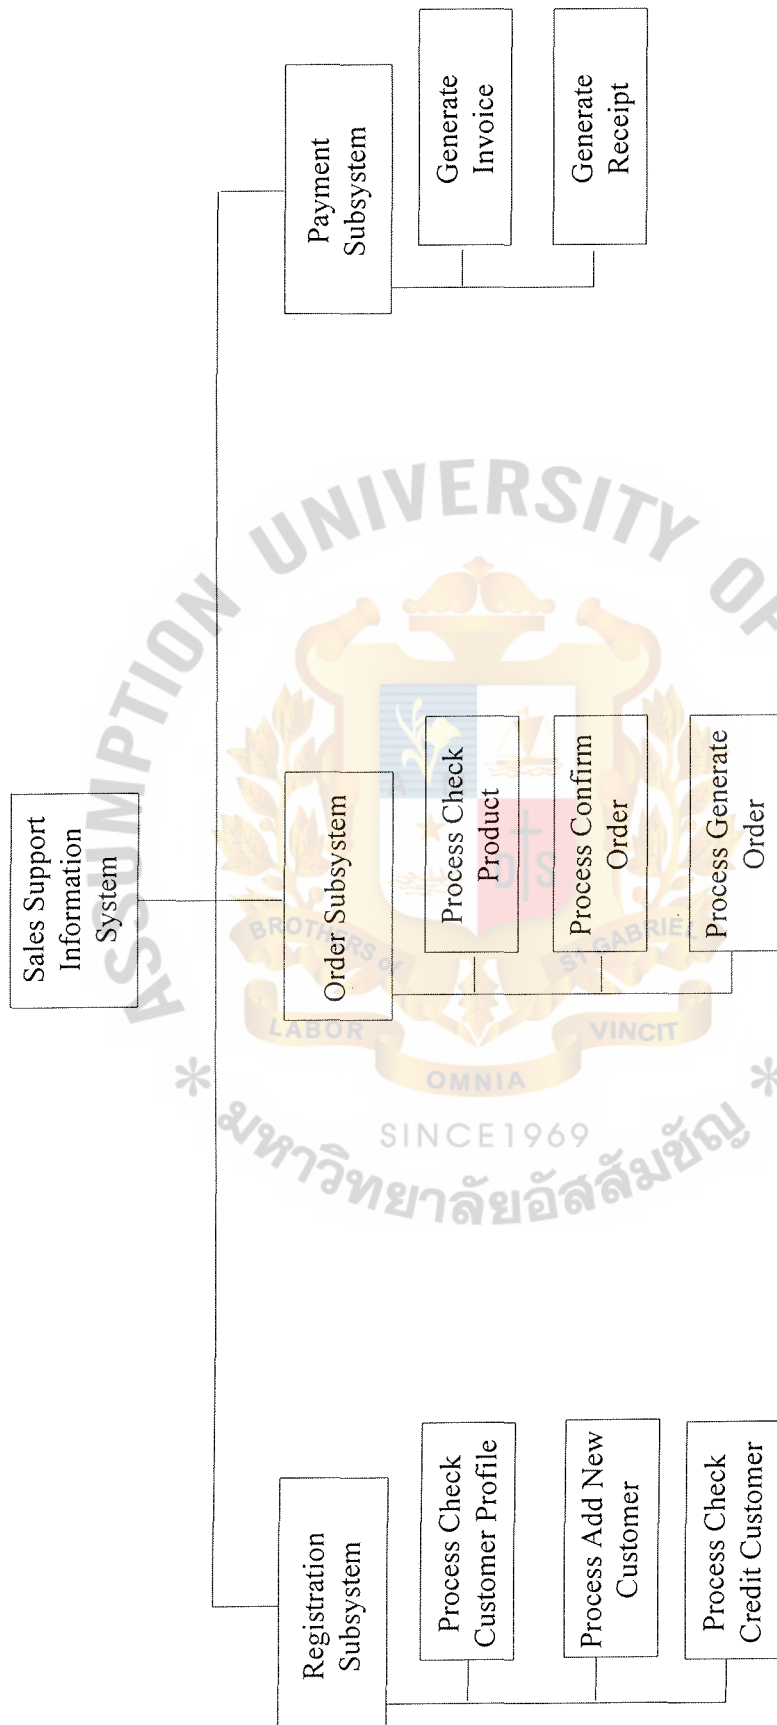 Sales Support
Information
System
Registration
Subsystem
Process Check
Customer Profile
Process Add New
Customer
Process Check
Credit Customer
Order Subsystem
Process Check
Product
Process Confirm
Order
Process Generate
Order
Payment
Subsystem
Generate
Invoice
Generate
Receipt
ASSUMPTION UNIVERSITY OF
D S
BROTHERS of
ST GABRIEL
LABOR
OMNIA
VINCIT
SINCE1969
มหาวิทยาลัยอัสสัมชัญ